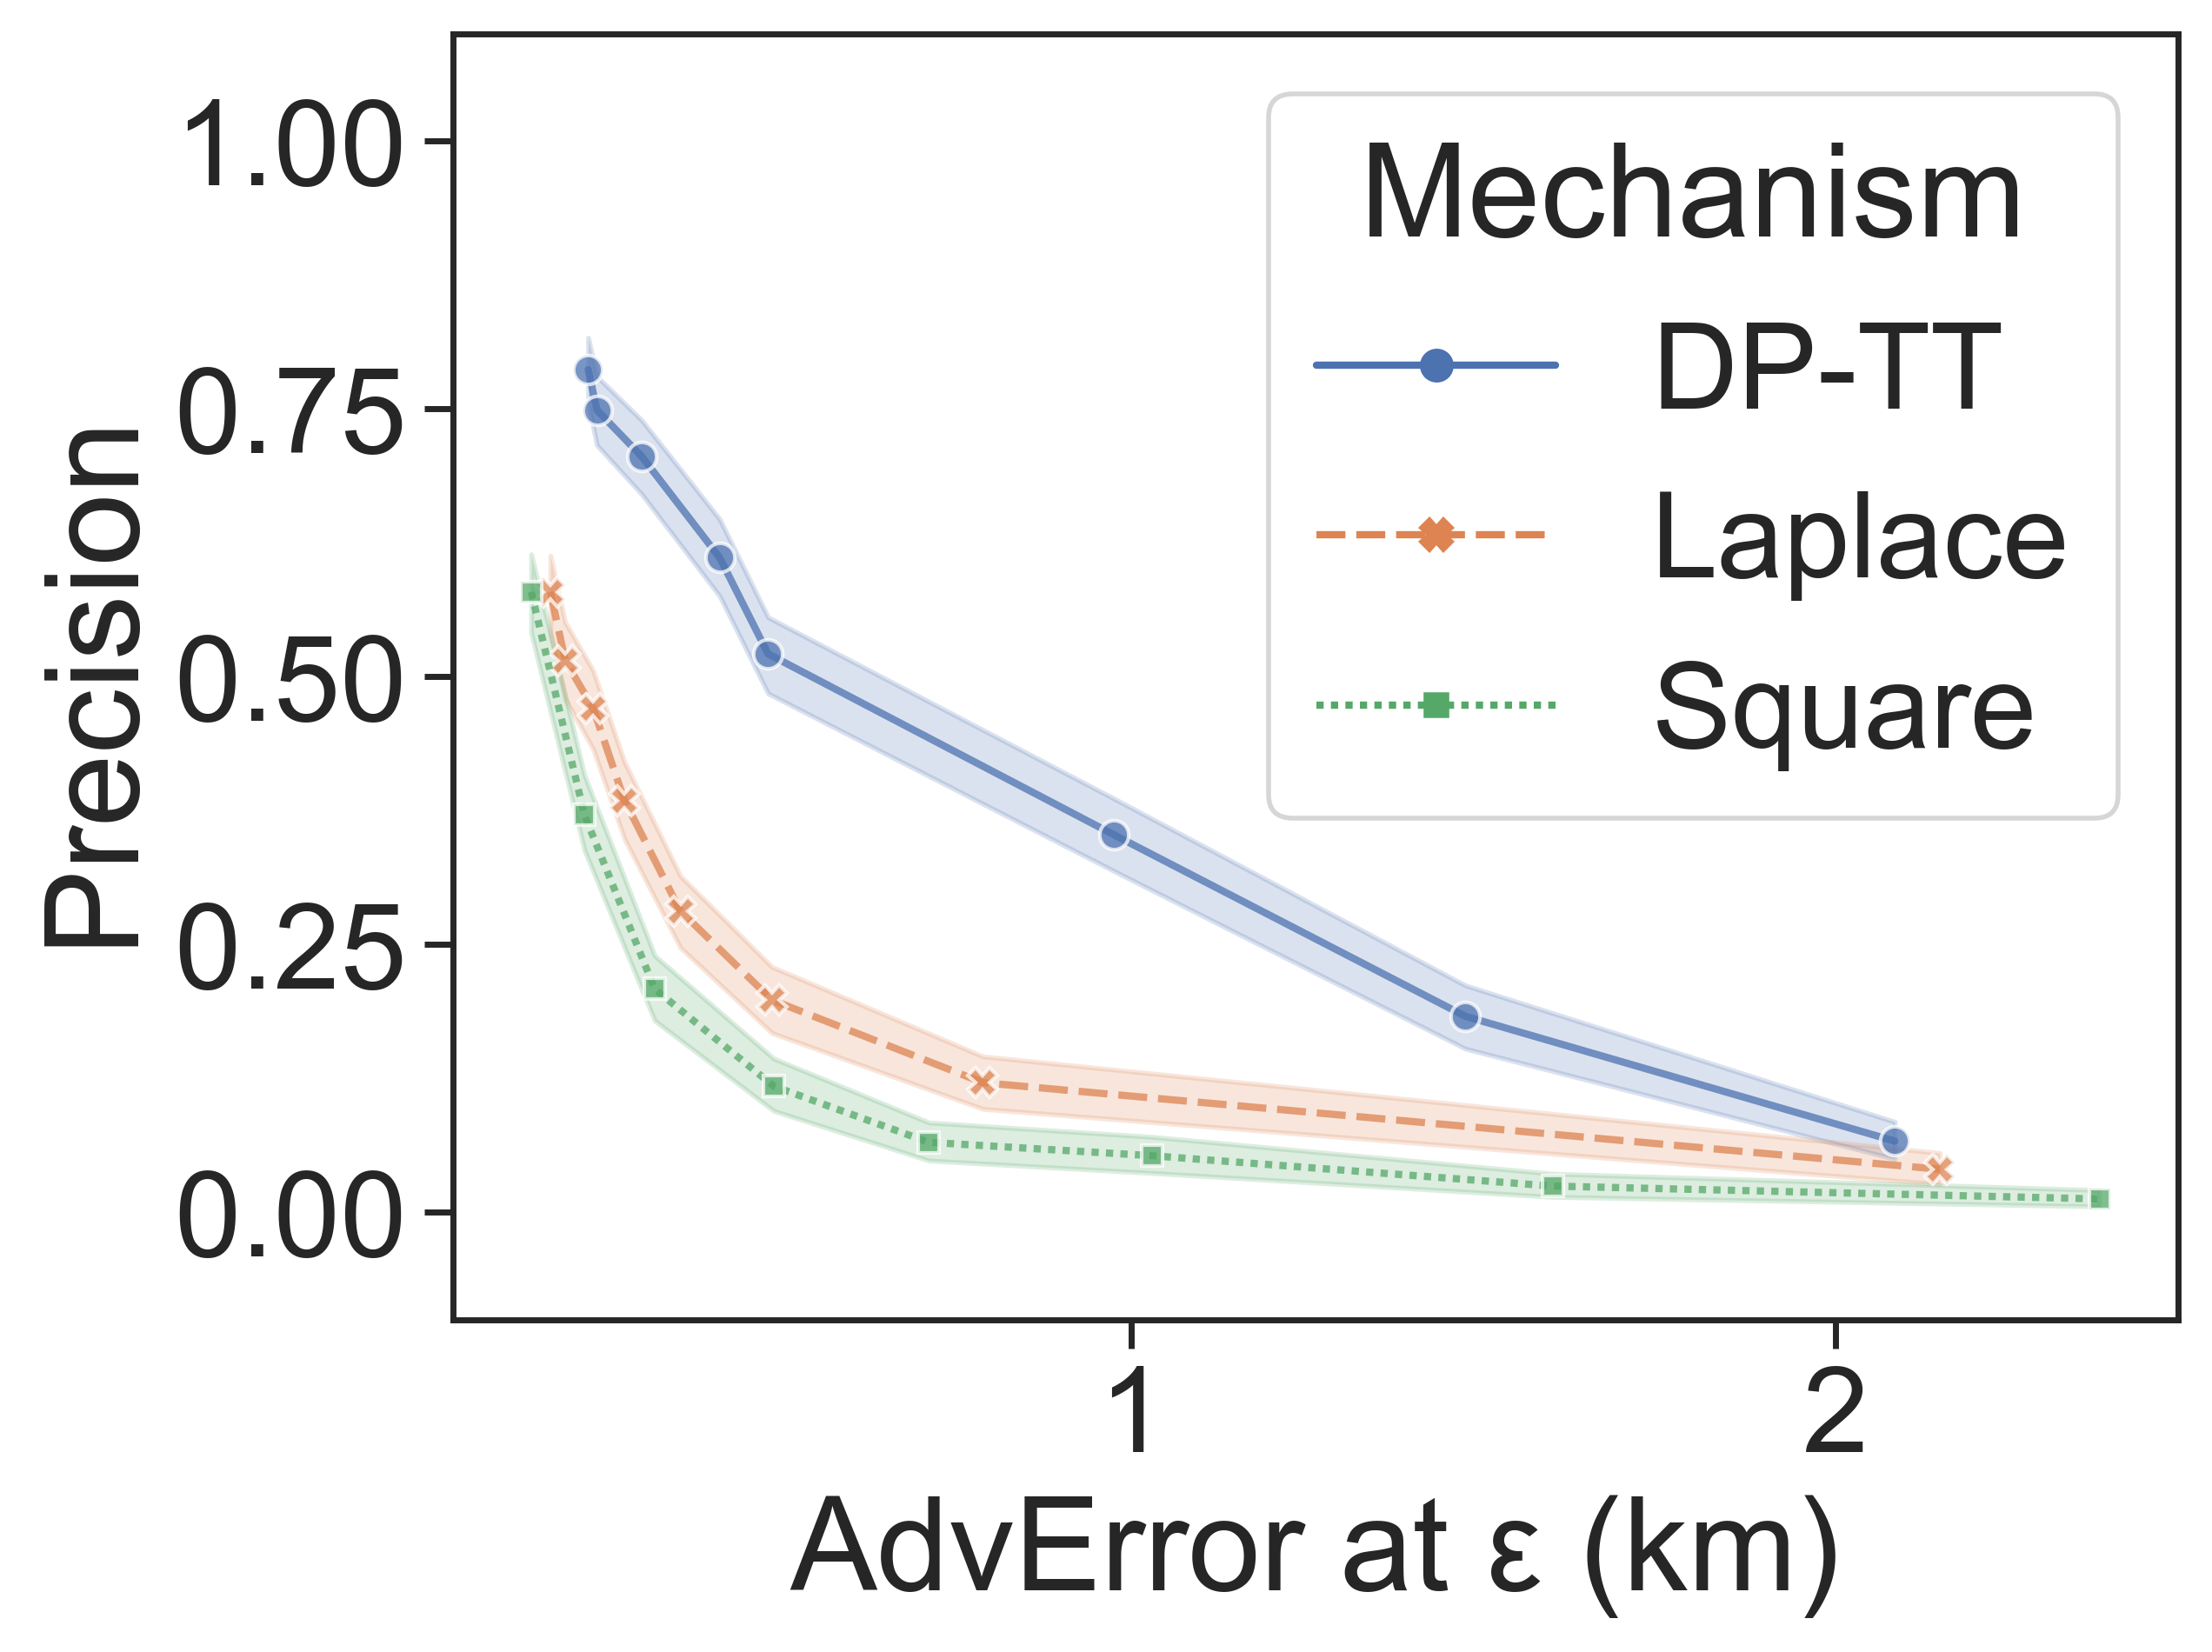 Precision
1.00
0.75
0.50
0.25
0.00
1
2
AdvError at ε (km)
Mechanism
DP-TT
Laplace
Square